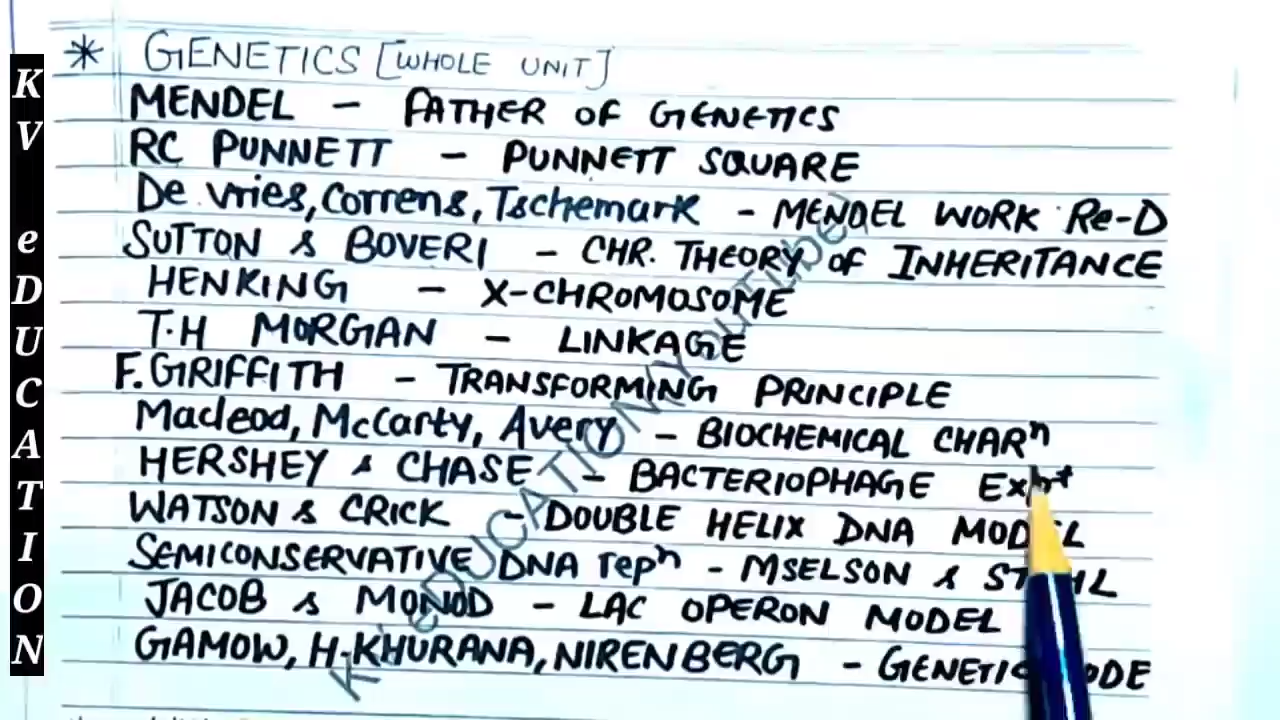 KV eDUCATION
* GENETICS [WHOLE UNIT]
MENDEL - FATHER OF GENETICS
RC PUNNETT - PUNNETT SQUARE
De vries, Correns, Tschemark - MENDEL WORK Re-D
SUTTON & BOVERI - CHR. THEORY of INHERITANCE
HENKING - X-CHROMOSOME
T.H MORGAN - LINKAGE
F. GRIFFITH - TRANSFORMING PRINCIPLE
Macleod, McCarty, Avery - BIOCHEMICAL CHARⁿ
HERSHEY & CHASE - BACTERIOPHAGE Expt
WATSON & CRICK - DOUBLE HELIX DNA MODEL
SEMICONSERVATIVE DNA repⁿ - MSELSON & STAHL
JACOB & MONOD - LAC OPERON MODEL
GAMOW, H-KHURANA, NIRENBERG - GENETIC CODE